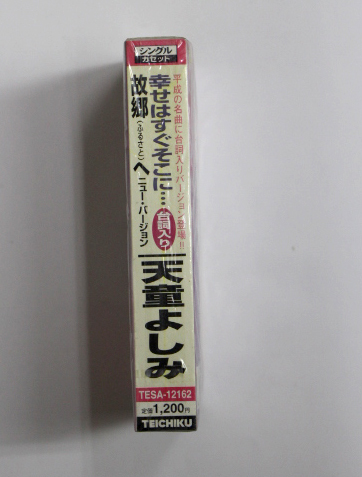 シングル
カセット
平成の名曲に台詞入りバージョン登場!!
幸せはすぐそこに…台詞入り
故郷(ふるさと)へニュー・バージョン
天童よしみ
TESA-12162
定価1,200円
TEICHIKU